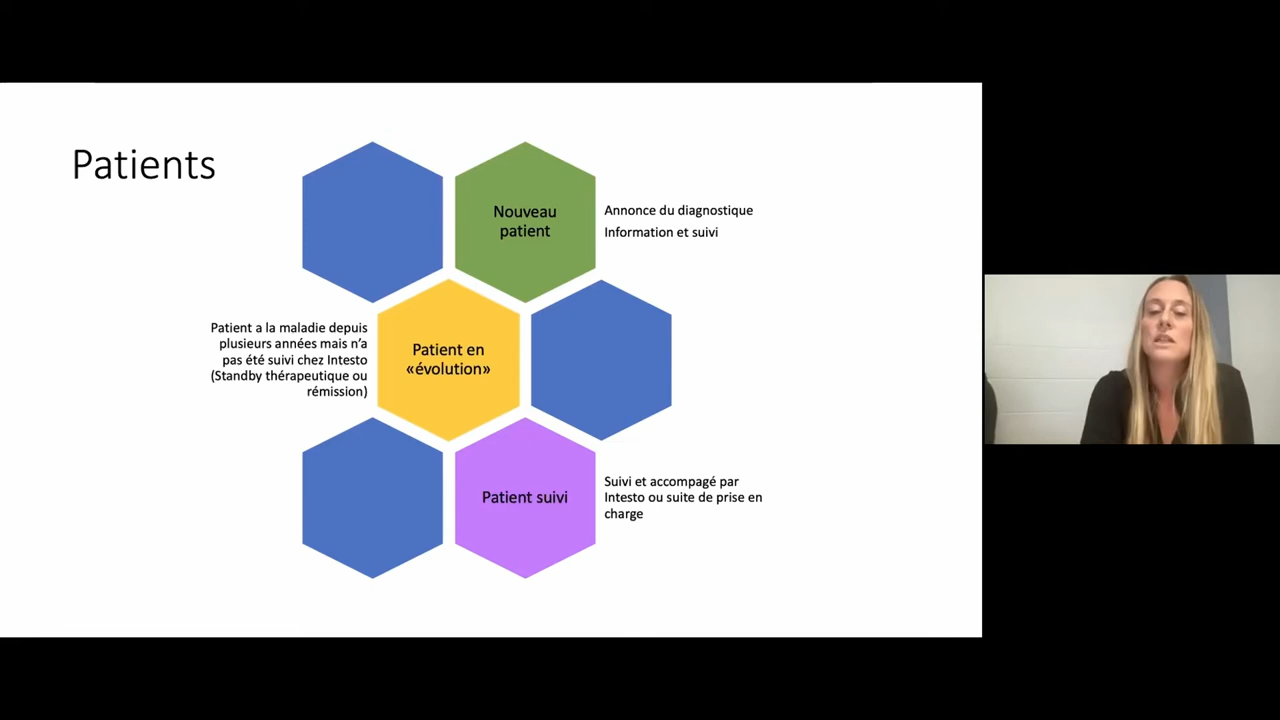 Patients
Nouveau
patient
Annonce du diagnostique
Information et suivi
Patient a la maladie depuis
plusieurs années mais n'a
pas été suivi chez Intesto
(Standby thérapeutique ou
rémission)
Patient en
«évolution»
Patient suivi
Suivi et accompagé par
Intesto ou suite de prise en
charge